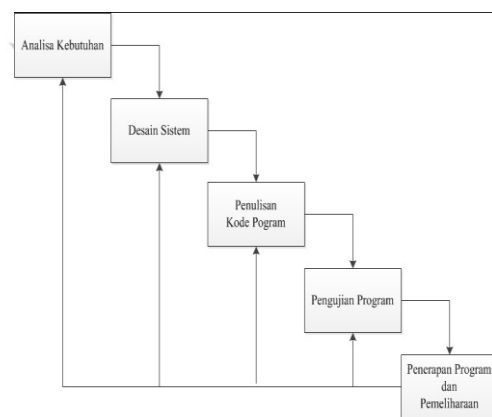 Analisa Kebutuhan
Desain Sistem
Penulisan
Kode Pogram
Pengujian Program
Penerapan Program
dan
Pemeliharaan